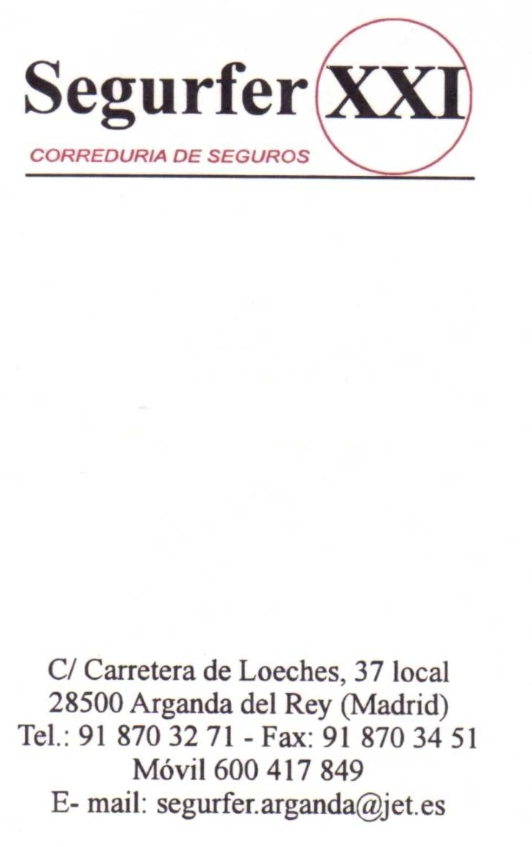 Segurfer XXI
CORREDURIA DE SEGUROS
C/ Carretera de Loeches, 37 local
28500 Arganda del Rey (Madrid)
Tel.: 91 870 32 71 - Fax: 91 870 34 51
Móvil 600 417 849
E- mail: segurfer.arganda@jet.es